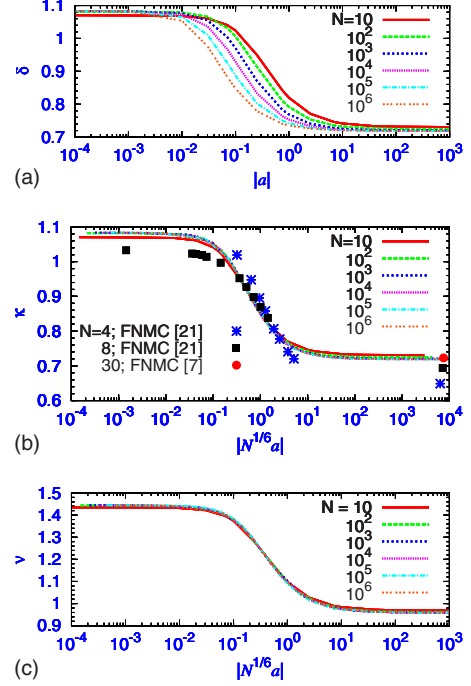 1.1
1
0.9
0.8
0.7
δ
N=10
10²
10³
10⁴
10⁵
10⁶
10⁻⁴ 10⁻³ 10⁻² 10⁻¹ 10⁰ 10¹ 10² 10³
|a|
(a)
1.1
1
0.9
0.8
0.7
0.6
κ
N=10
10²
10³
10⁴
10⁵
10⁶
N=4; FNMC [21]
8; FNMC [21]
30; FNMC [7]
10⁻⁴ 10⁻³ 10⁻² 10⁻¹ 10⁰ 10¹ 10² 10³ 10⁴
|N^{1/6}a|
(b)
1.5
1.4
1.3
1.2
1.1
1
0.9
ν
N = 10
10²
10³
10⁴
10⁵
10⁶
10⁻⁴ 10⁻³ 10⁻² 10⁻¹ 10⁰ 10¹ 10² 10³
|N^{1/6}a|
(c)